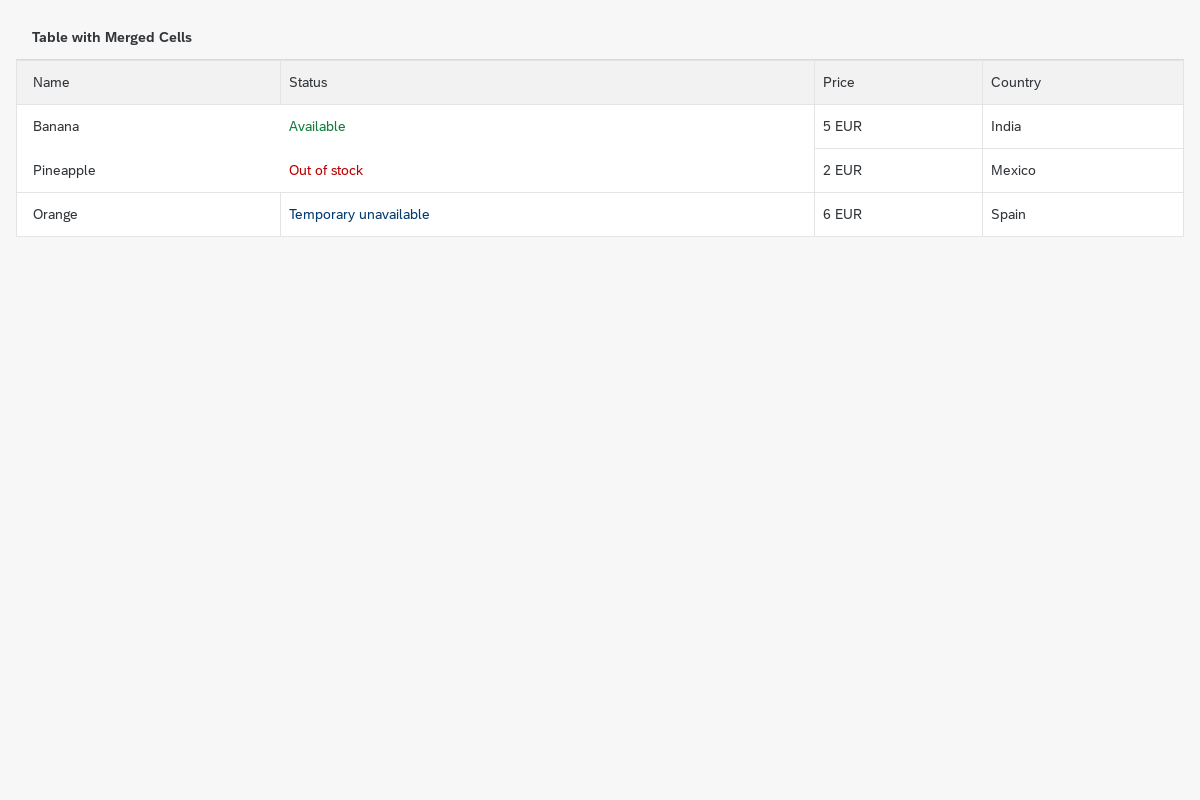 Table with Merged Cells
Name Status Price Country
Banana Available 5 EUR India
Pineapple Out of stock 2 EUR Mexico
Orange Temporary unavailable 6 EUR Spain